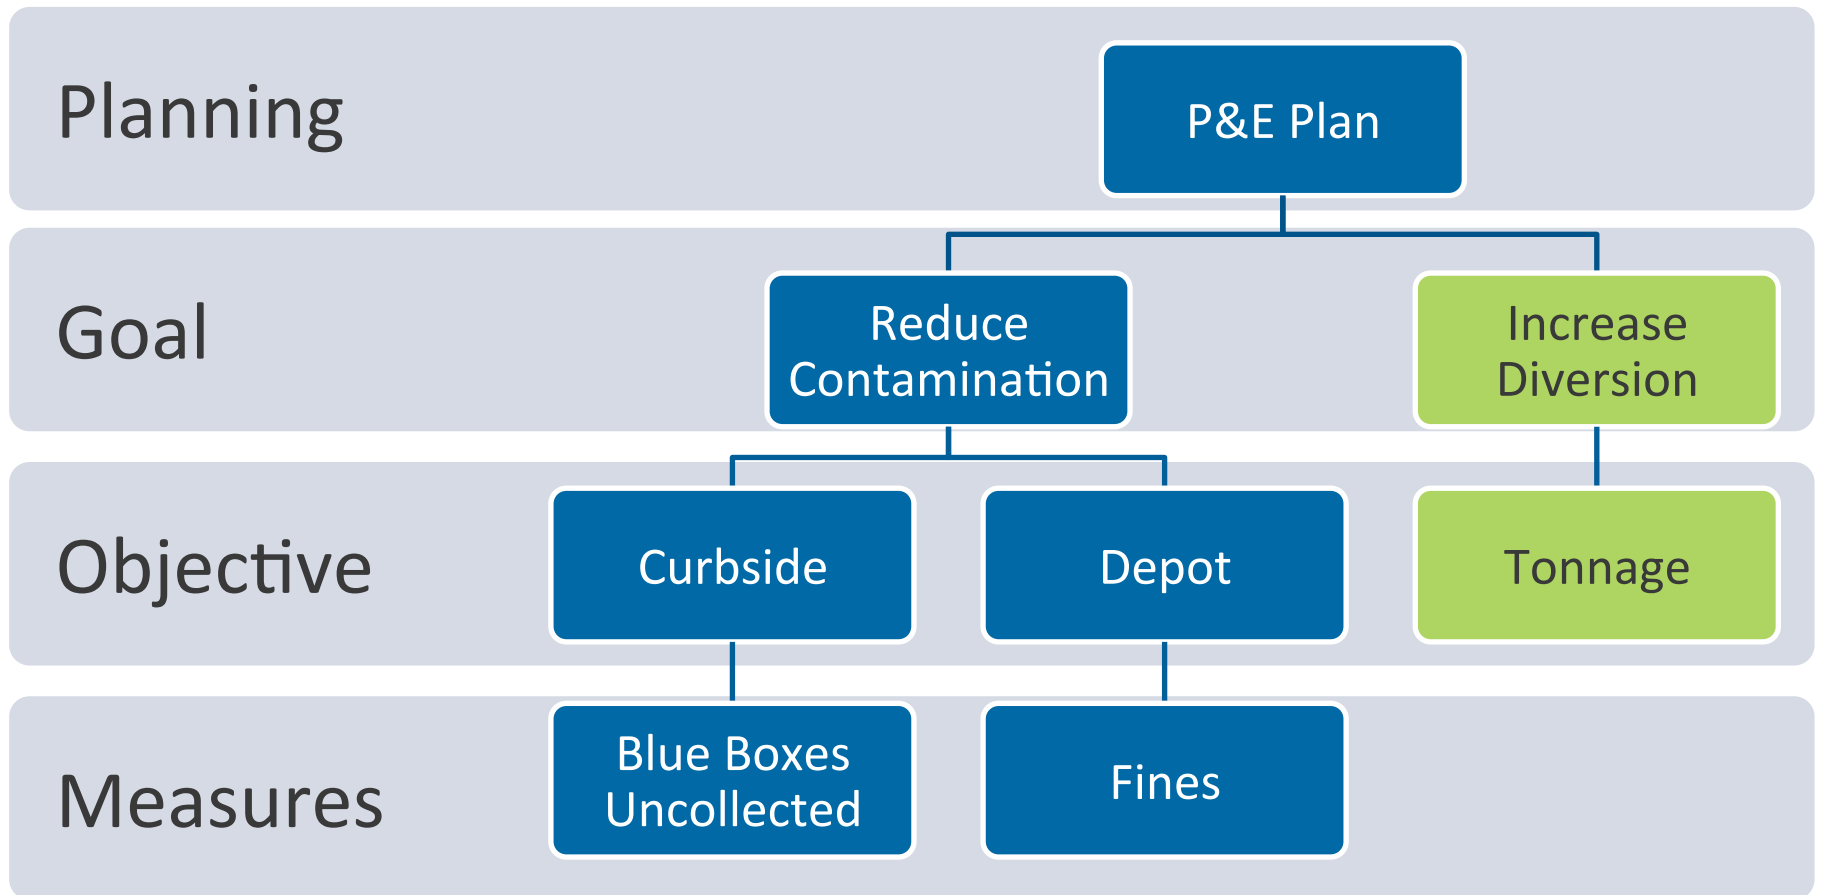 Planning
P&E Plan
Goal
Reduce
Contamination
Increase
Diversion
Objective
Curbside
Depot
Tonnage
Measures
Blue Boxes
Uncollected
Fines